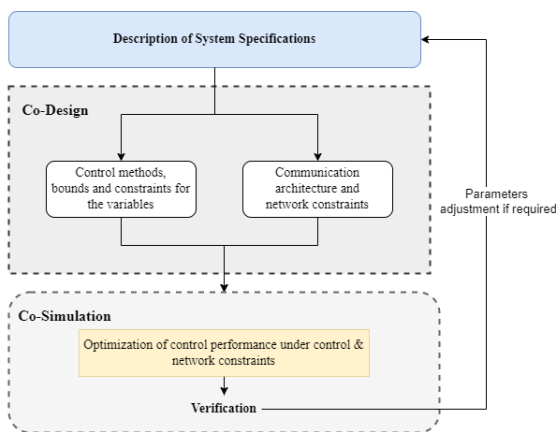 Description of System Specifications
Co-Design
Control methods,
bounds and constraints for
the variables
Communication
architecture and
network constraints
Parameters
adjustment if required
Co-Simulation
Optimization of control performance under control &
network constraints
Verification